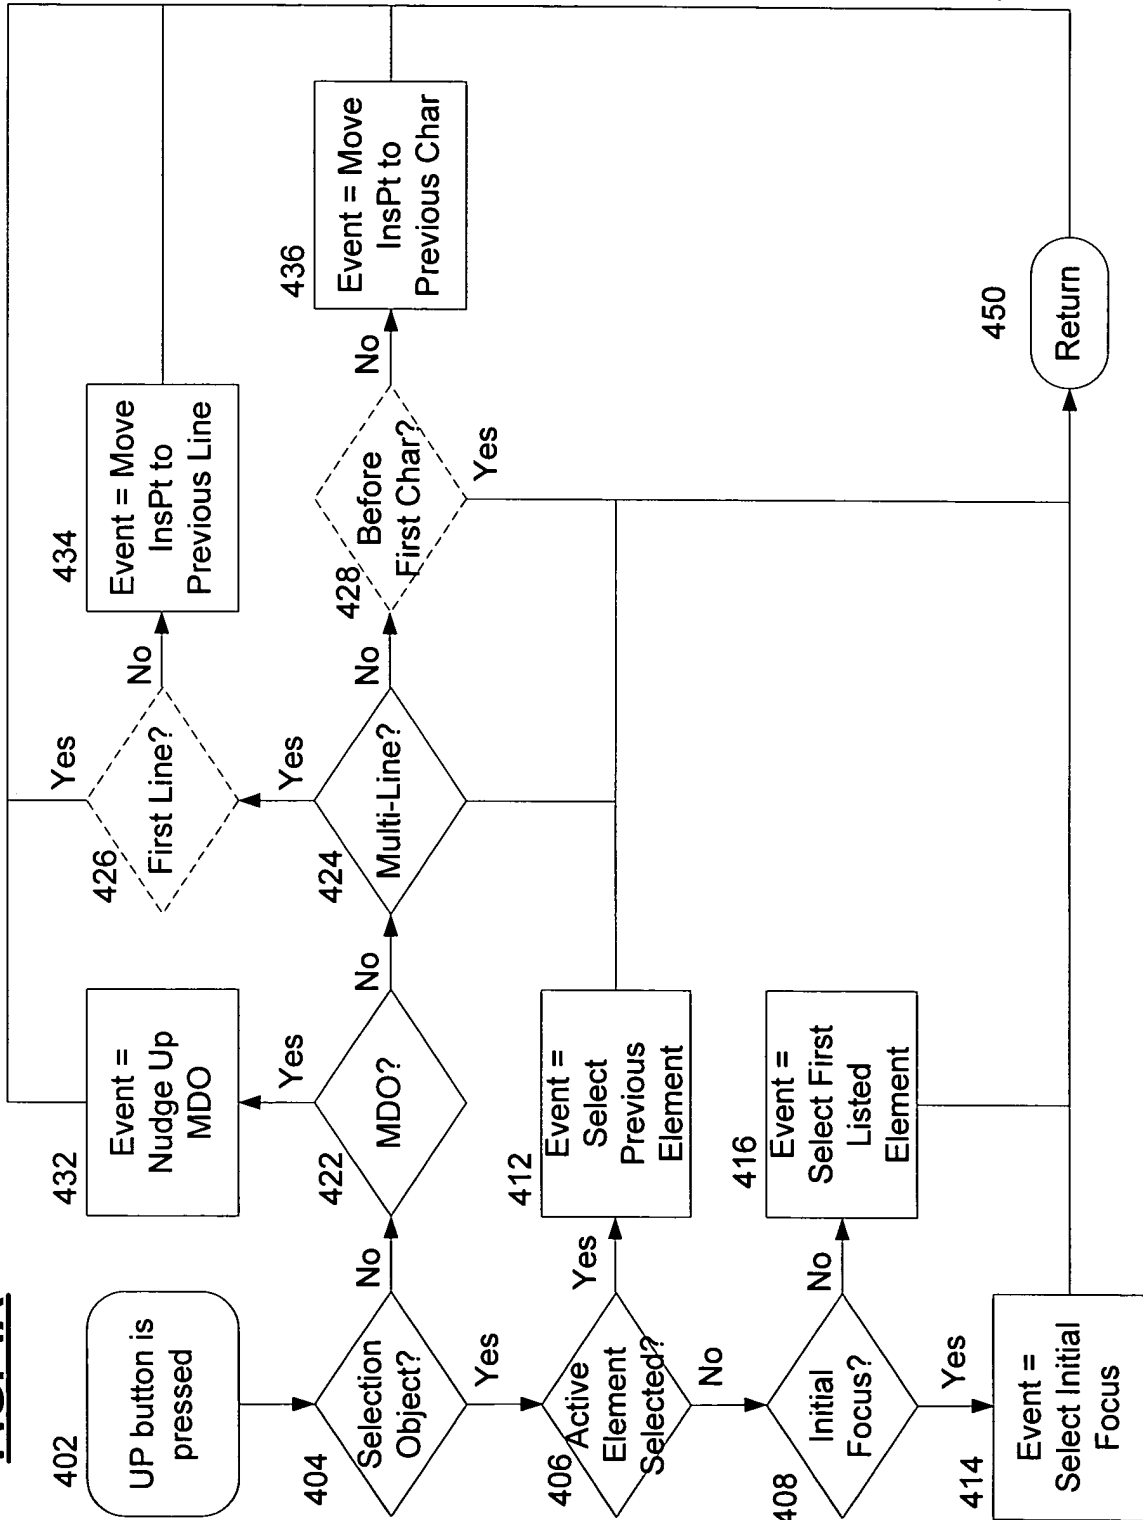 402
UP button is
pressed
404
Selection
Object?
No
Yes
422
MDO?
Yes
No
432
Event =
Nudge Up
MDO
424
Multi-Line?
Yes
No
426
First Line?
Yes
No
434
Event = Move
InsPt to
Previous Line
428
Before
First Char?
No
Yes
436
Event = Move
InsPt to
Previous Char
406
Active
Element
Selected?
Yes
No
412
Event =
Select
Previous
Element
408
Initial
Focus?
No
Yes
416
Event =
Select First
Listed
Element
414
Event =
Select Initial
Focus
450
Return